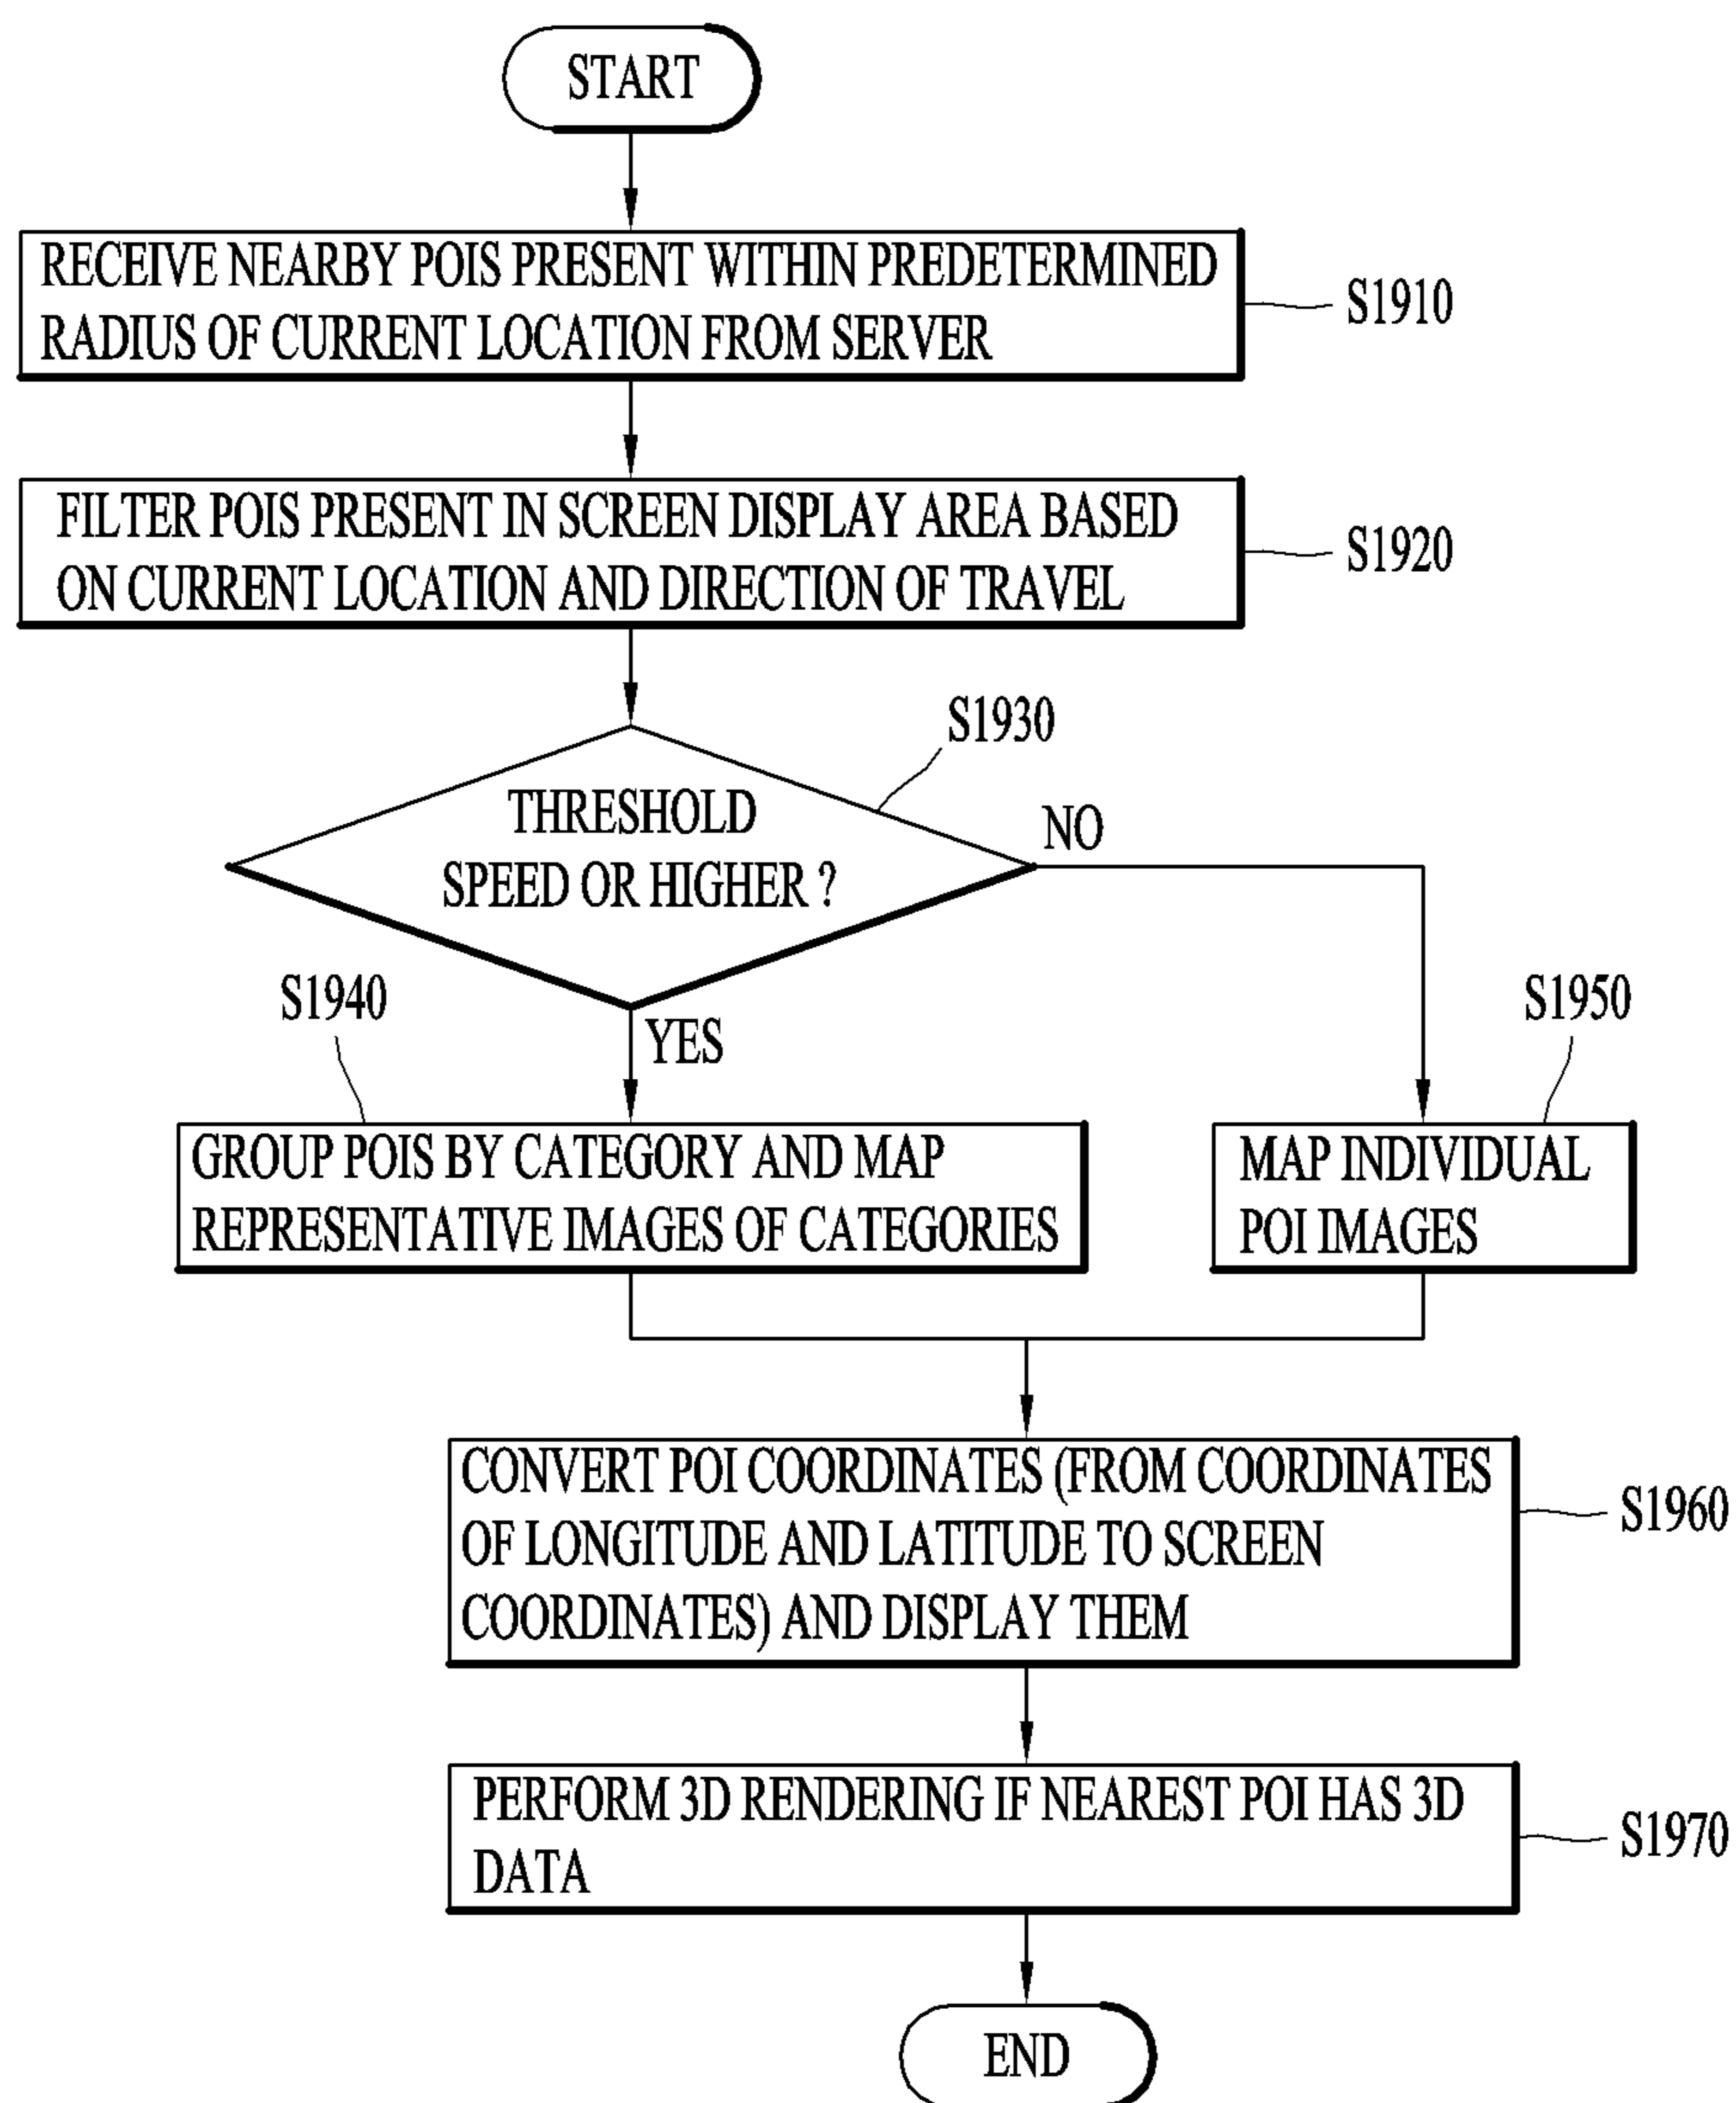 START
RECEIVE NEARBY POIS PRESENT WITHIN PREDETERMINED
RADIUS OF CURRENT LOCATION FROM SERVER
S1910
FILTER POIS PRESENT IN SCREEN DISPLAY AREA BASED
ON CURRENT LOCATION AND DIRECTION OF TRAVEL
S1920
S1930
THRESHOLD
SPEED OR HIGHER ?
NO
YES
S1940
GROUP POIS BY CATEGORY AND MAP
REPRESENTATIVE IMAGES OF CATEGORIES
S1950
MAP INDIVIDUAL
POI IMAGES
CONVERT POI COORDINATES (FROM COORDINATES
OF LONGITUDE AND LATITUDE TO SCREEN
COORDINATES) AND DISPLAY THEM
S1960
PERFORM 3D RENDERING IF NEAREST POI HAS 3D
DATA
S1970
END